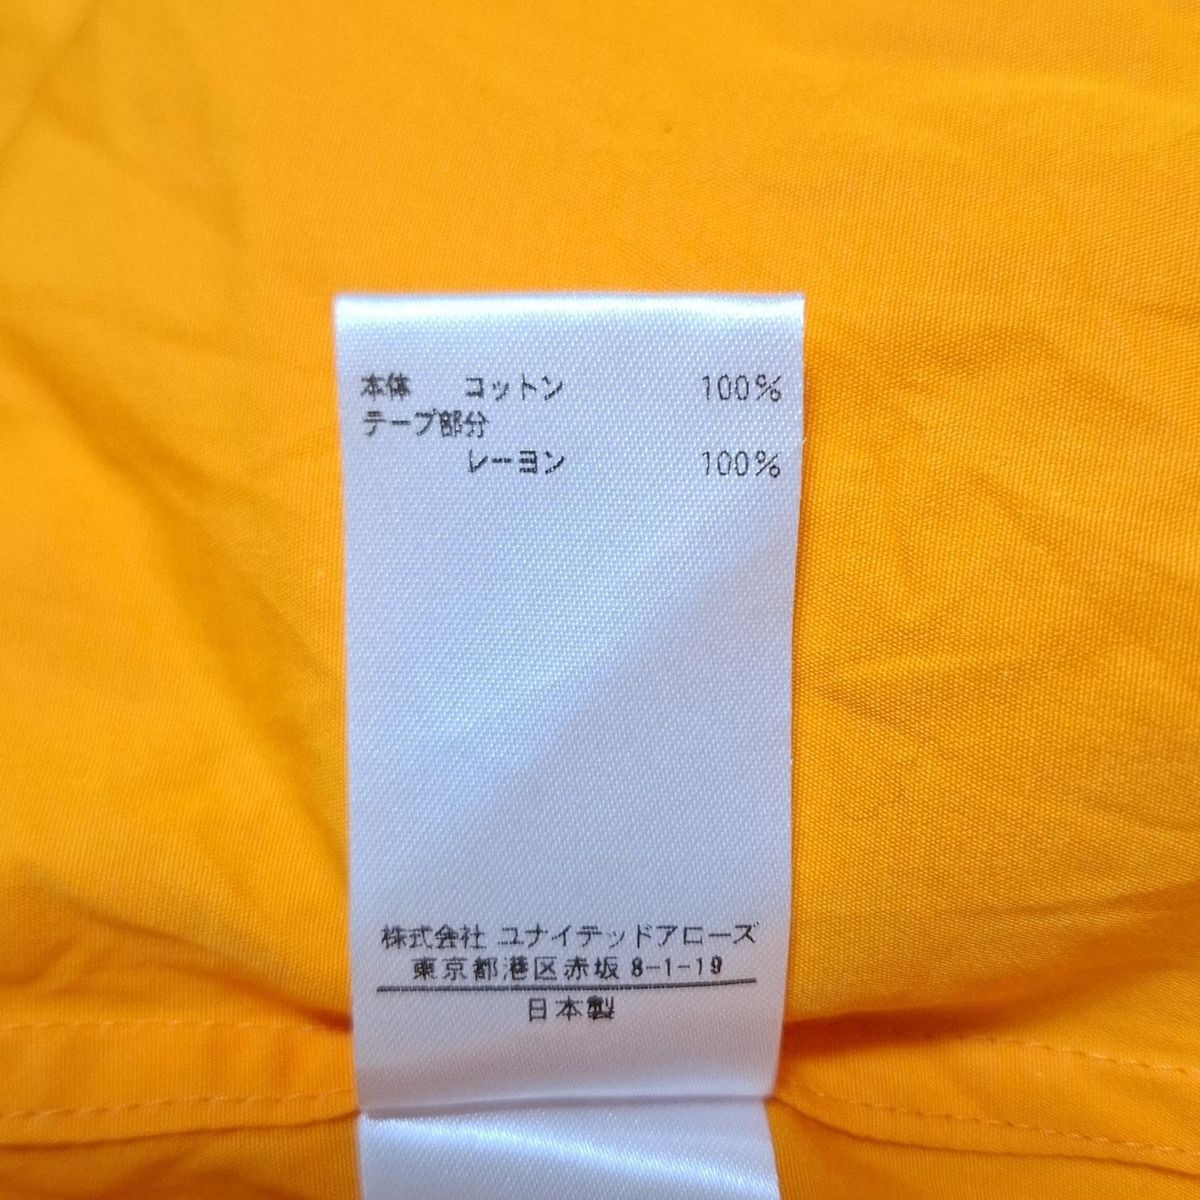 本体 コットン 100%
テープ部分
レーヨン 100%
株式会社 ユナイテッドアローズ
東京都港区赤坂 8-1-19
日本製